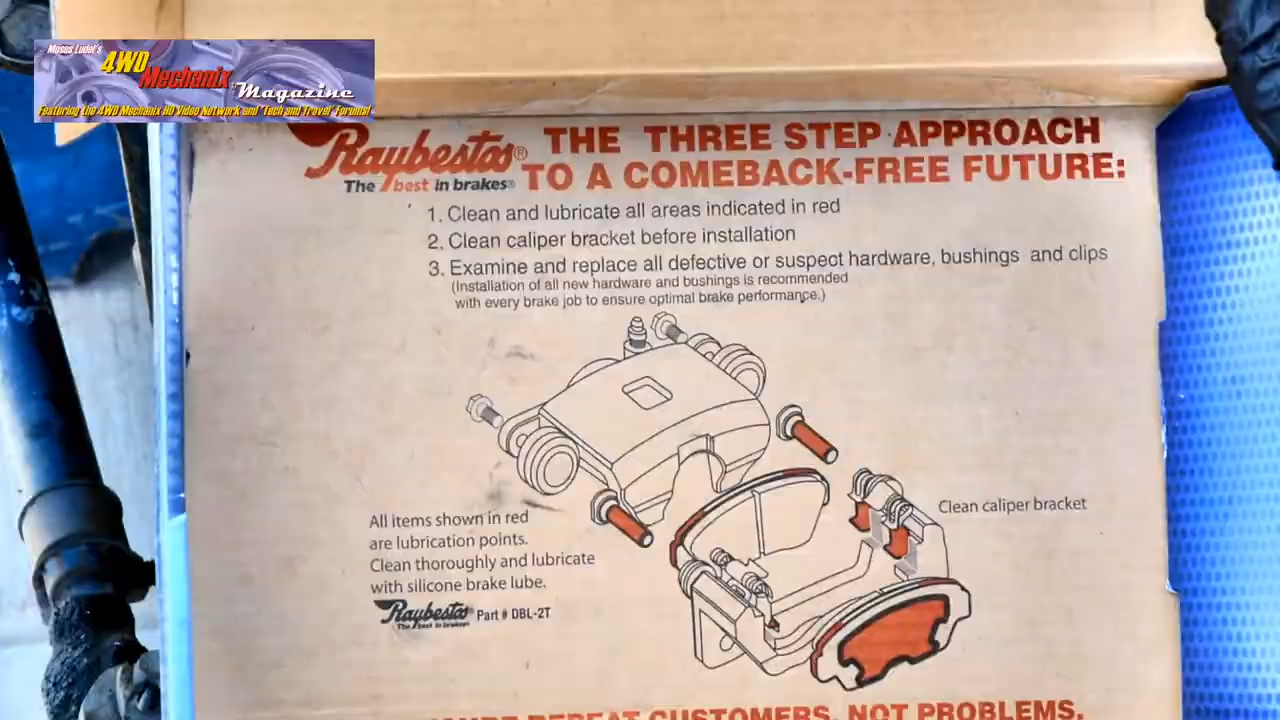 Moses Ludel's
4WD
Mechanix
Magazine
Featuring the 4WD Mechanix HD Video Network and 'Tech and Travel' Forums!
Raybestos®
The best in brakes®
THE THREE STEP APPROACH
TO A COMEBACK-FREE FUTURE:
1. Clean and lubricate all areas indicated in red
2. Clean caliper bracket before installation
3. Examine and replace all defective or suspect hardware, bushings and clips
(Installation of all new hardware and bushings is recommended
with every brake job to ensure optimal brake performance.)
Clean caliper bracket
All items shown in red
are lubrication points.
Clean thoroughly and lubricate
with silicone brake lube.
Raybestos Part # DBL-2T
The best in brakes
REPEAT CUSTOMERS, NOT PROBLEMS.